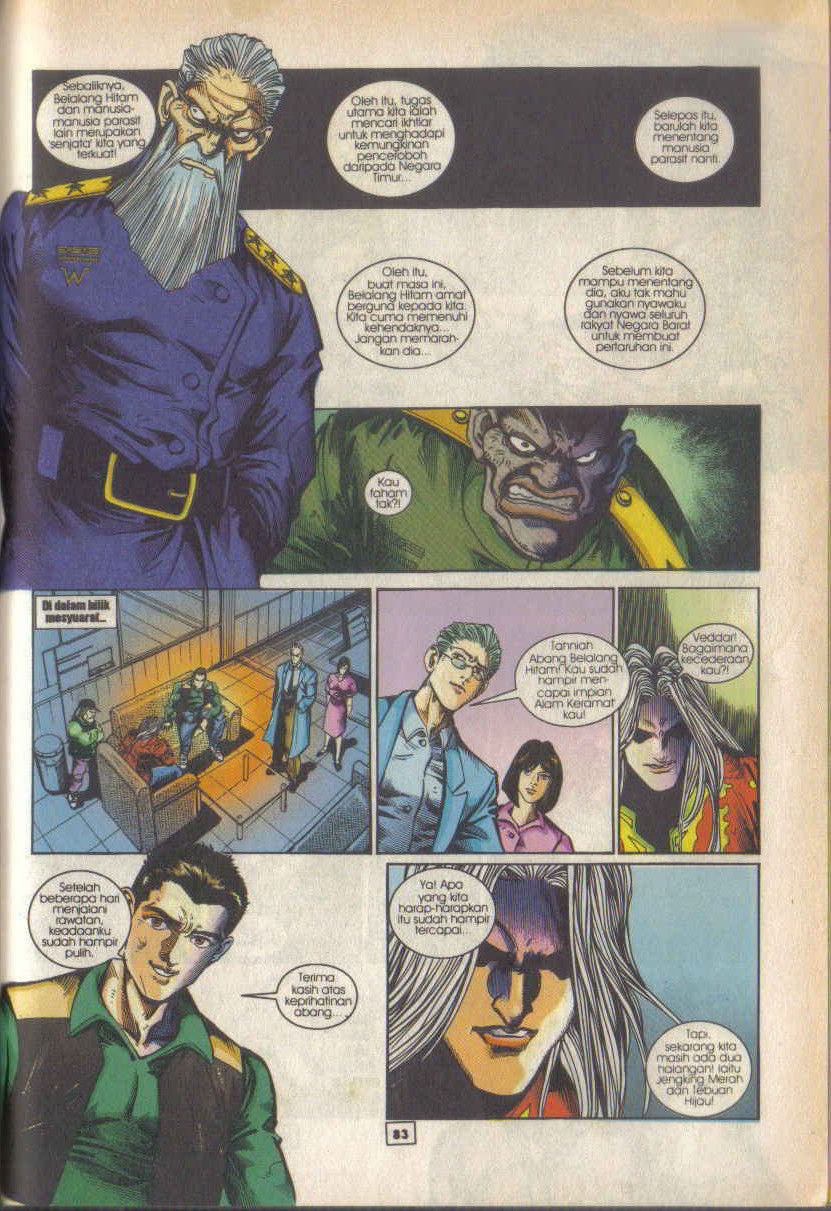 Sebaliknya,
Belalang Hitam
dan manusia-
manusia parasit
lain merupakan
'senjata' kita yang
terkuat!
Oleh itu, tugas
utama kita ialah
mencari ikhtiar
untuk menghadapi
kemungkinan
penceroboh
daripada Negara
Timur...
Selepas itu,
barulah kita
menentang
manusia
parasit nanti.
Oleh itu,
buat masa ini,
Belalang Hitam amat
berguna kepada kita.
Kita cuma memenuhi
kehendaknya...
Jangan memarah-
kan dia...
Sebelum kita
mampu menentang
dia, aku tak mahu
gunakan nyawaku
dan nyawa seluruh
rakyat Negara Barat
untuk membuat
pertaruhan ini.
W
Kau
faham
tak?!
Di dalam bilik
mesyuarat...
Tahniah
Abang Belalang
Hitam! Kau sudah
hampir men-
capai impian
Alam Keramat
kau!
Veddar!
Bagaimana
kecederaan
kau?!
Setelah
beberapa hari
menjalani
rawatan,
keadaanku
sudah hampir
pulih.
Terima
kasih atas
keprihatinan
abang...
Ya! Apa
yang kita
harap-harapkan
itu sudah hampir
tercapai...
Tapi,
sekarang kita
masih ada dua
halangan! Iaitu
Jengking Merah
dan Tebuan
Hijau!
83